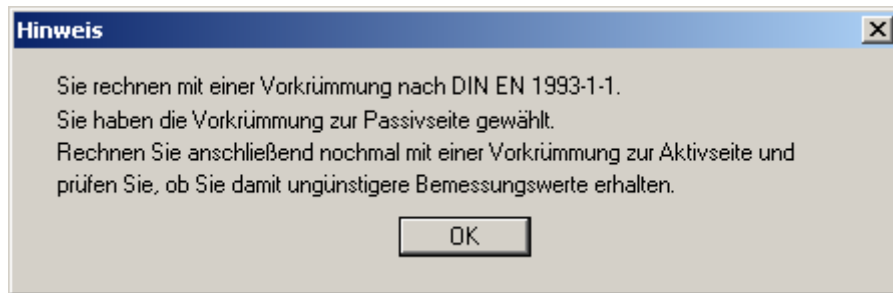 Hinweis
Sie rechnen mit einer Vorkrümmung nach DIN EN 1993-1-1.
Sie haben die Vorkrümmung zur Passivseite gewählt.
Rechnen Sie anschließend nochmal mit einer Vorkrümmung zur Aktivseite und
prüfen Sie, ob Sie damit ungünstigere Bemessungswerte erhalten.
OK